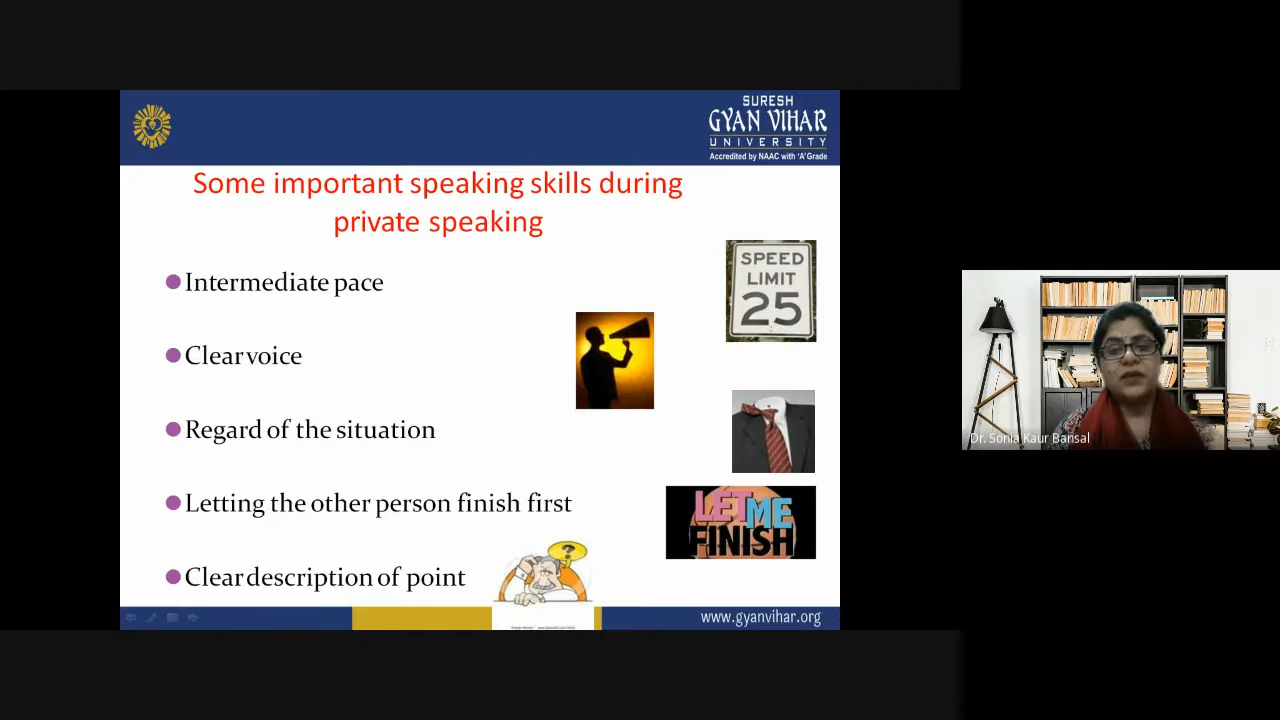 SURESH
GYAN VIHAR
UNIVERSITY
Accredited by NAAC with 'A' Grade
Some important speaking skills during
private speaking
Intermediate pace
SPEED
LIMIT
25
Clear voice
Regard of the situation
Letting the other person finish first
LET ME
FINISH
Clear description of point
?
www.gyanvihar.org
Dr. Sonia Kaur Bansal